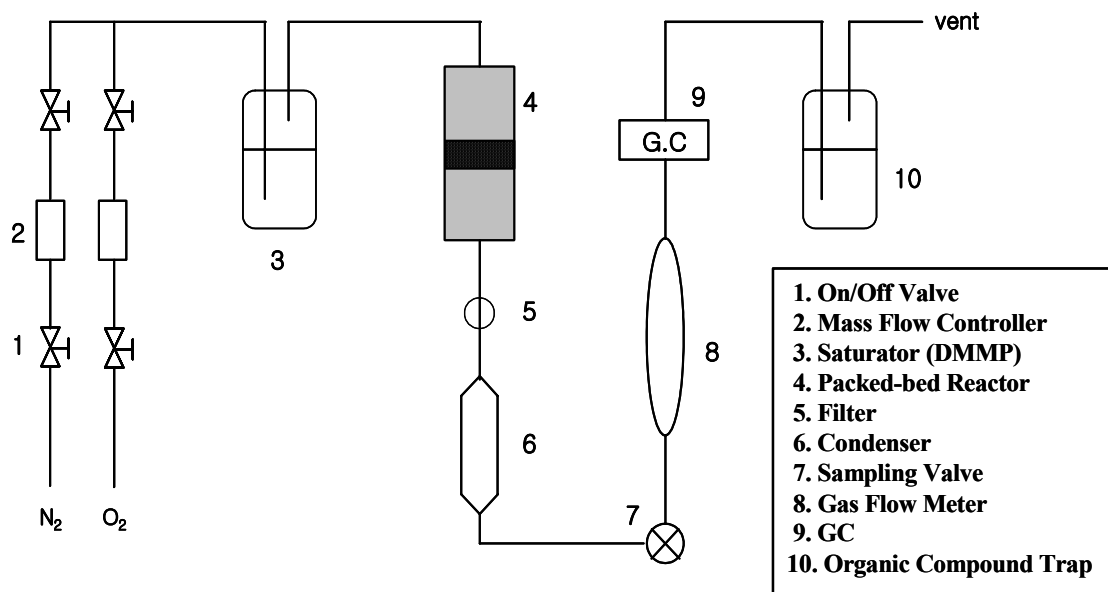 vent
9
4
G.C
10
2
3
1. On/Off Valve
2. Mass Flow Controller
3. Saturator (DMMP)
4. Packed-bed Reactor
5. Filter
6. Condenser
7. Sampling Valve
8. Gas Flow Meter
9. GC
10. Organic Compound Trap
5
1
8
6
7
N₂ O₂